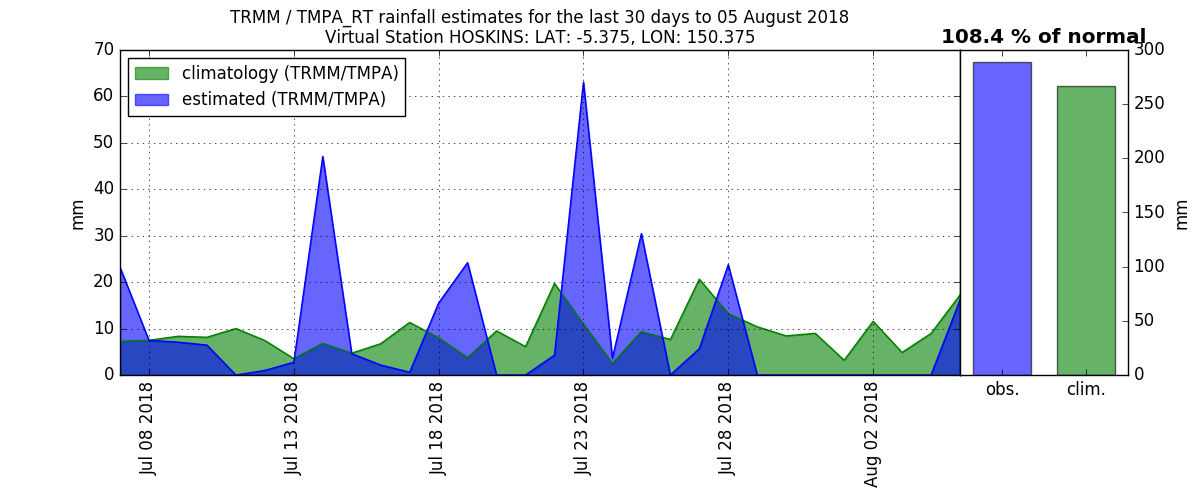 TRMM / TMPA_RT rainfall estimates for the last 30 days to 05 August 2018
Virtual Station HOSKINS: LAT: -5.375, LON: 150.375
108.4 % of normal
climatology (TRMM/TMPA)
estimated (TRMM/TMPA)
70
60
50
40
30
20
10
0
mm
Jul 08 2018
Jul 13 2018
Jul 18 2018
Jul 23 2018
Jul 28 2018
Aug 02 2018
obs.
clim.
300
250
200
150
100
50
0
mm